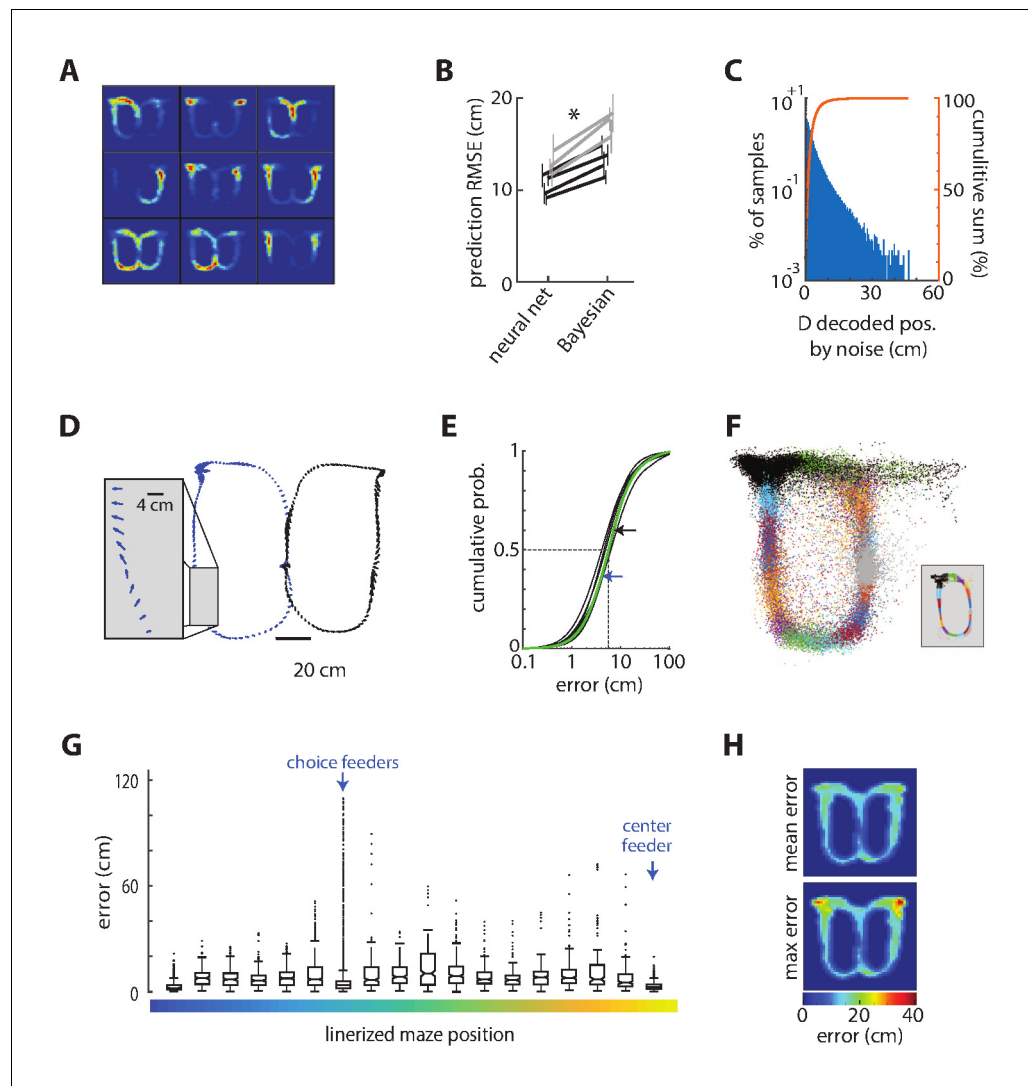 A
B
20
10
0
prediction RMSE (cm)
*
neural net
Bayesian
C
10+1
10-1
10-3
% of samples
100
50
0
cumulitive sum (%)
0
30
60
D decoded pos.
by noise (cm)
D
4 cm
20 cm
E
1
0.5
0
cumulative prob.
0.1
1
10
100
error (cm)
F
G
120
60
0
error (cm)
choice feeders
center
feeder
linerized maze position
H
mean error
max error
0
20
40
error (cm)